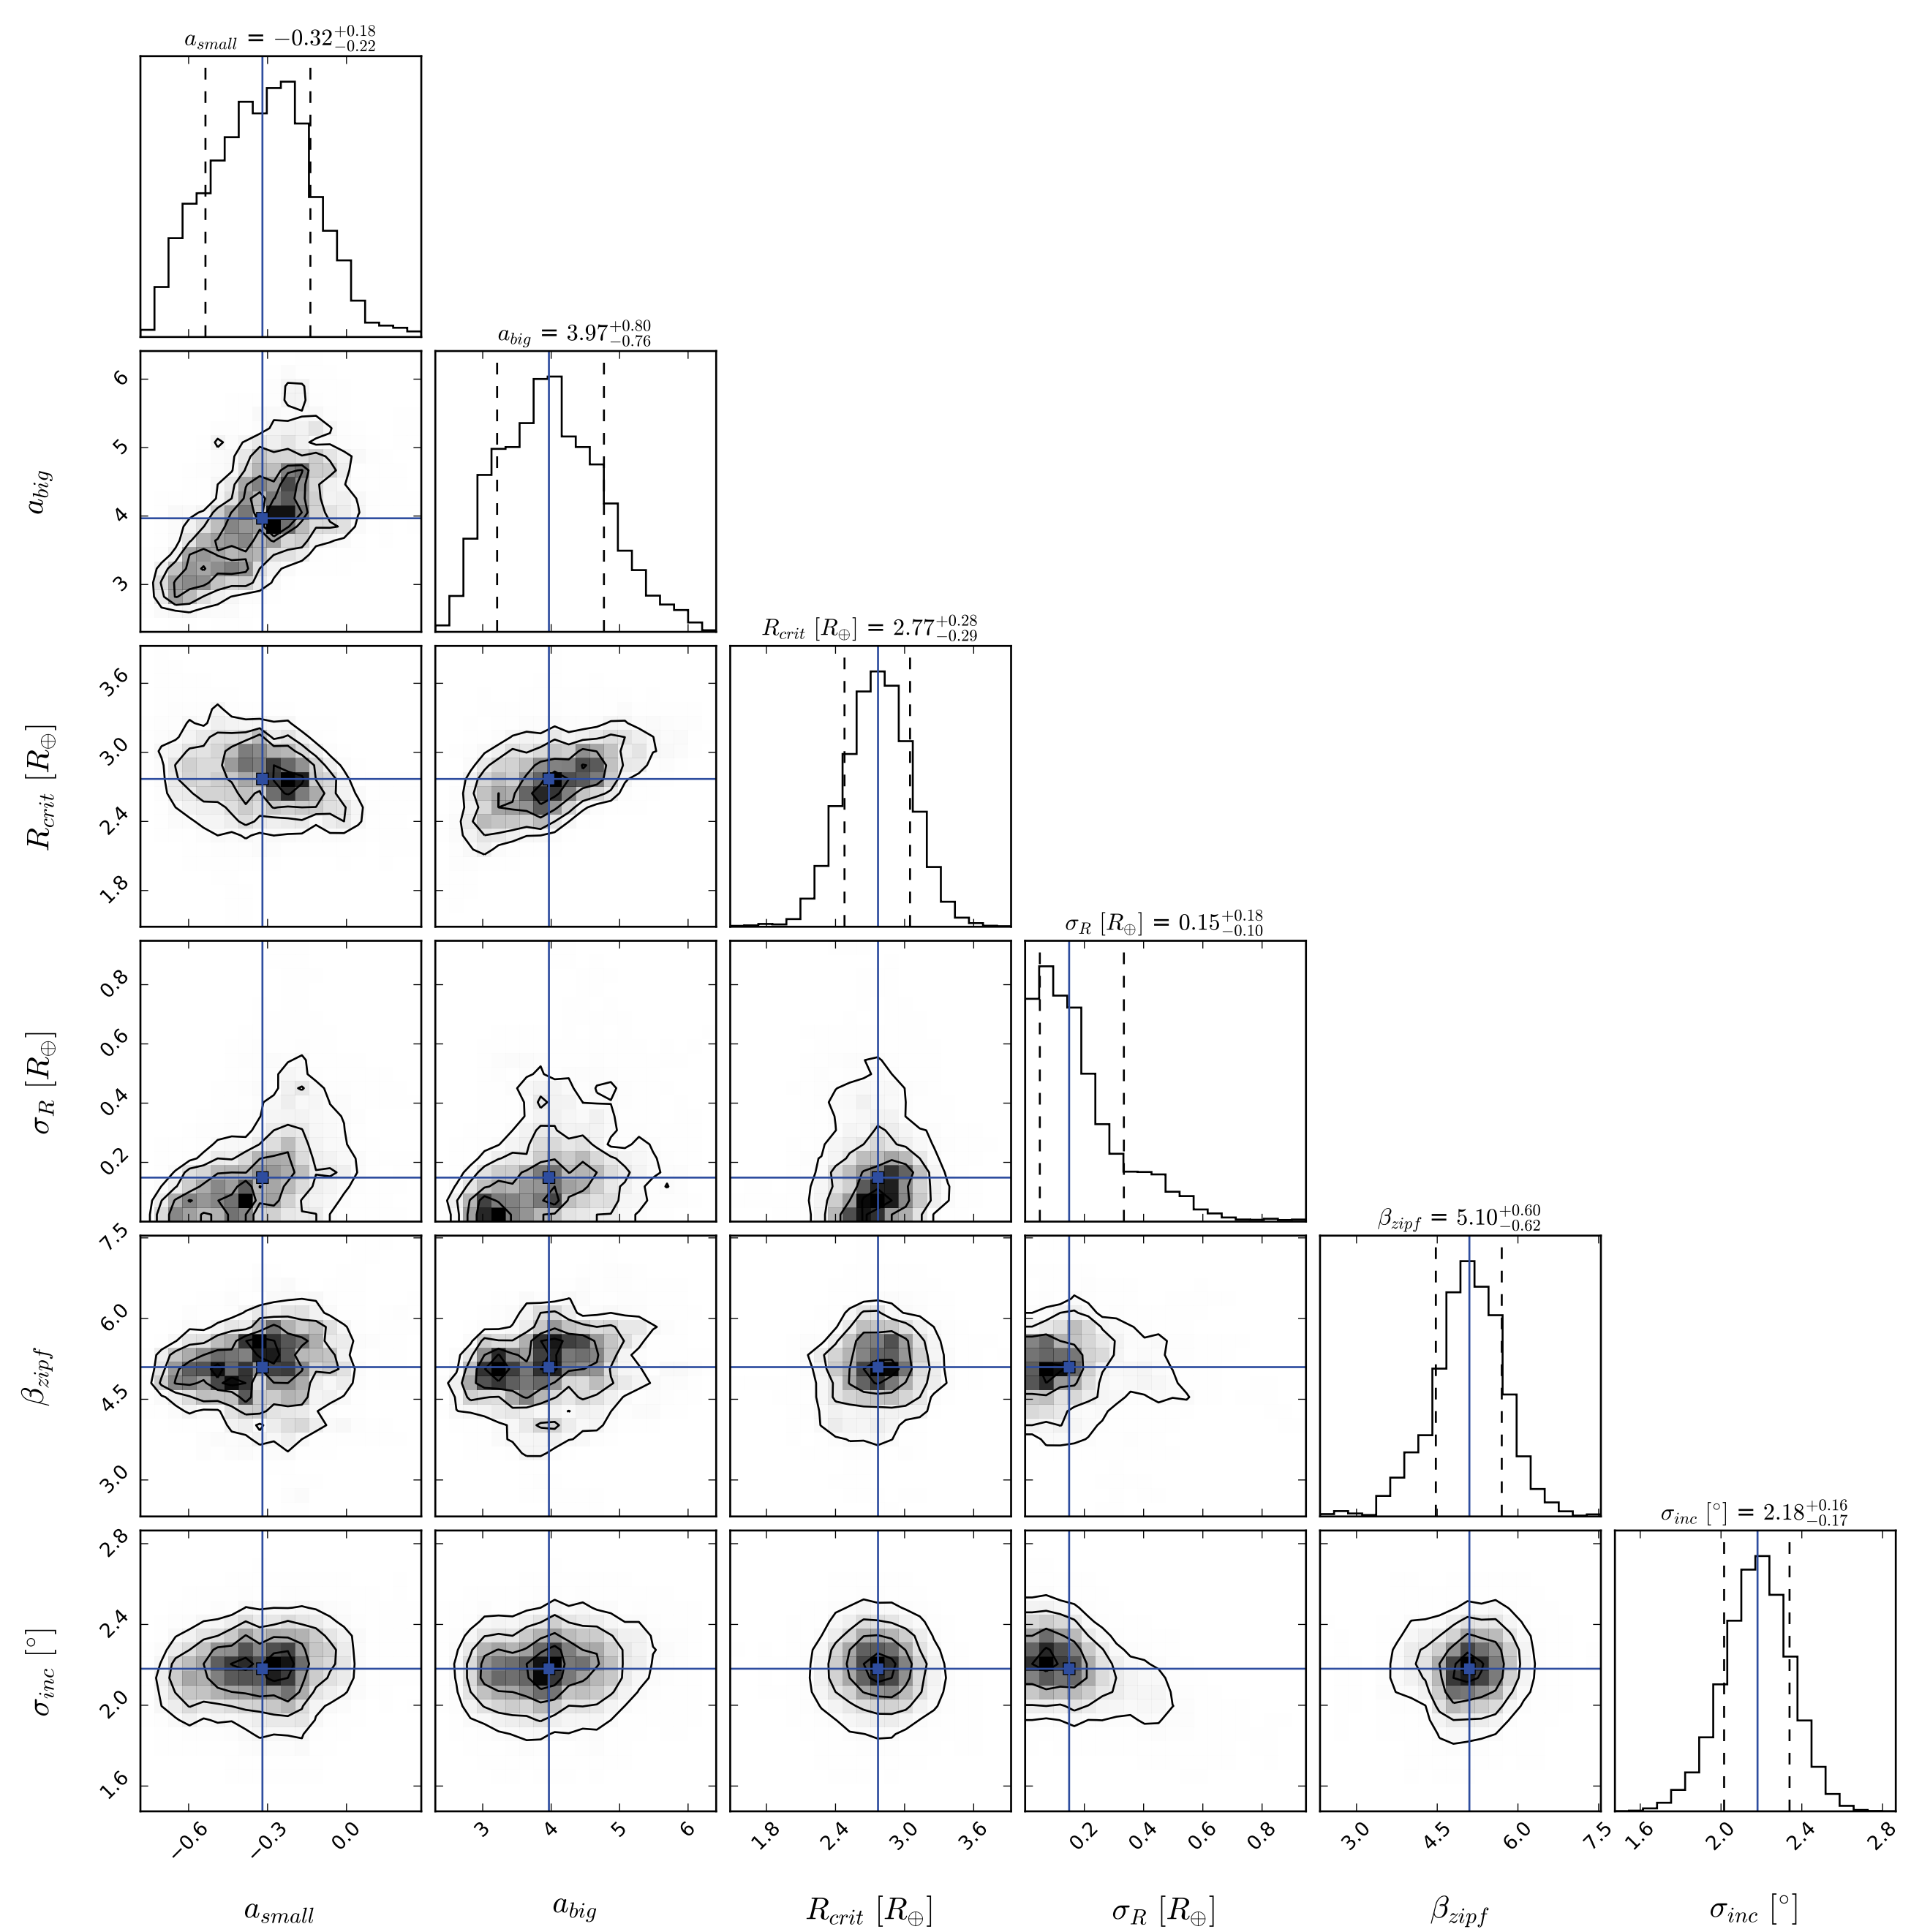 a_small = −0.32 +0.18 −0.22
a_big = 3.97 +0.80 −0.76
6
5
4
3
a_big
R_crit [R⊕] = 2.77 +0.28 −0.29
3.6
3.0
2.4
1.8
R_crit [R⊕]
σ_R [R⊕] = 0.15 +0.18 −0.10
0.8
0.6
0.4
0.2
σ_R [R⊕]
β_zipf = 5.10 +0.60 −0.62
7.5
6.0
4.5
3.0
β_zipf
σ_inc [°] = 2.18 +0.16 −0.17
2.8
2.4
2.0
1.6
σ_inc [°]
−0.6 −0.3 0.0 3 4 5 6 1.8 2.4 3.0 3.6 0.2 0.4 0.6 0.8 3.0 4.5 6.0 7.5 1.6 2.0 2.4 2.8
a_small a_big R_crit [R⊕] σ_R [R⊕] β_zipf σ_inc [°]